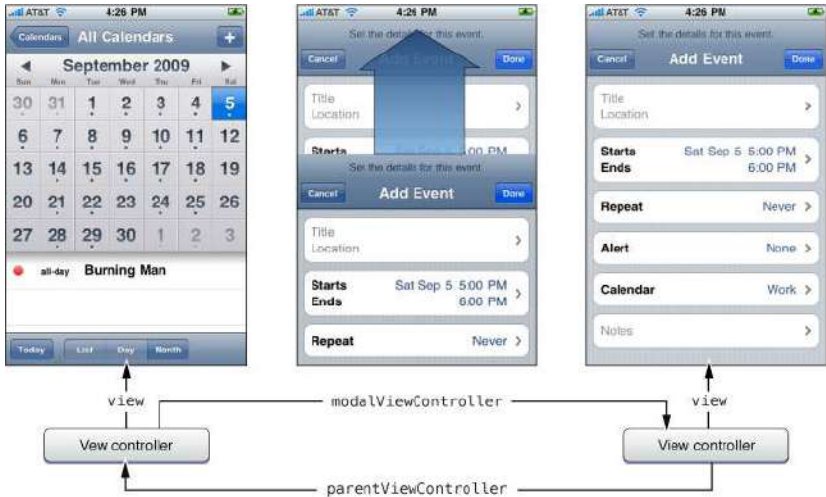 AT&T 4:26 PM
Calendars All Calendars +
September 2009
Sun Mon Tue Wed Thu Fri Sat
30 31 1 2 3 4 5
6 7 8 9 10 11 12
13 14 15 16 17 18 19
20 21 22 23 24 25 26
27 28 29 30 1 2 3
all-day Burning Man
Today List Day Month
AT&T 4:26 PM
Set the details for this event.
Cancel Add Event Done
Title
Location
Starts
Set the details for this event.
Cancel Add Event Done
Title
Location
Starts Sat Sep 5 5:00 PM
Ends 6:00 PM
Repeat Never
AT&T 4:26 PM
Set the details for this event.
Cancel Add Event Done
Title
Location
Starts Sat Sep 5 5:00 PM
Ends 6:00 PM
Repeat Never
Alert None
Calendar Work
Notes
view
modalViewController
view
Vew controller
View controller
parentViewController